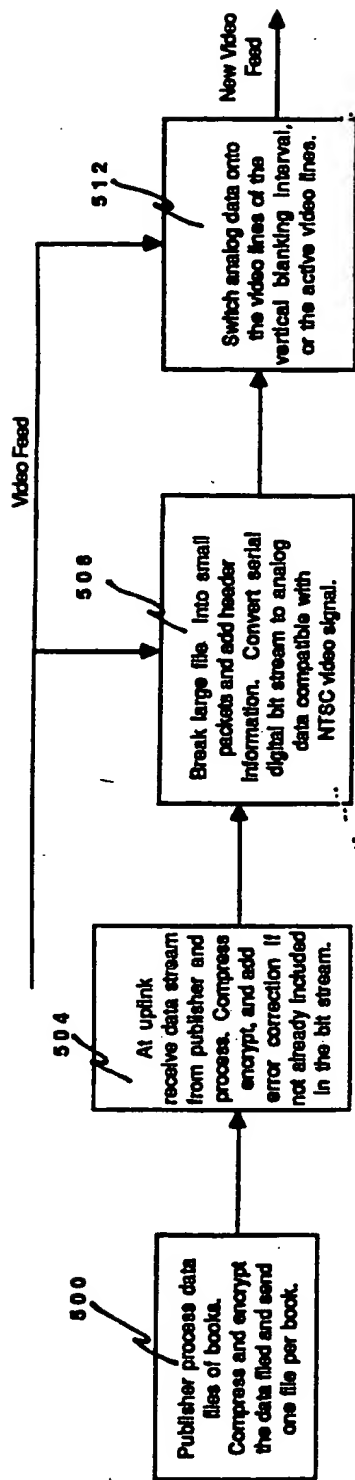 500
Publisher process data
files of books.
Compress and encrypt
the data filed and send
one file per book.
504
At uplink
receive data stream
from publisher and
process. Compress
encrypt, and add
error correction if
not already included
in the bit stream.
Video Feed
508
Break large file into small
packets and add header
information. Convert serial
digital bit stream to analog
data compatible with
NTSC video signal.
512
Switch analog data onto
the video lines of the
vertical blanking interval,
or the active video lines.
New Video
Feed